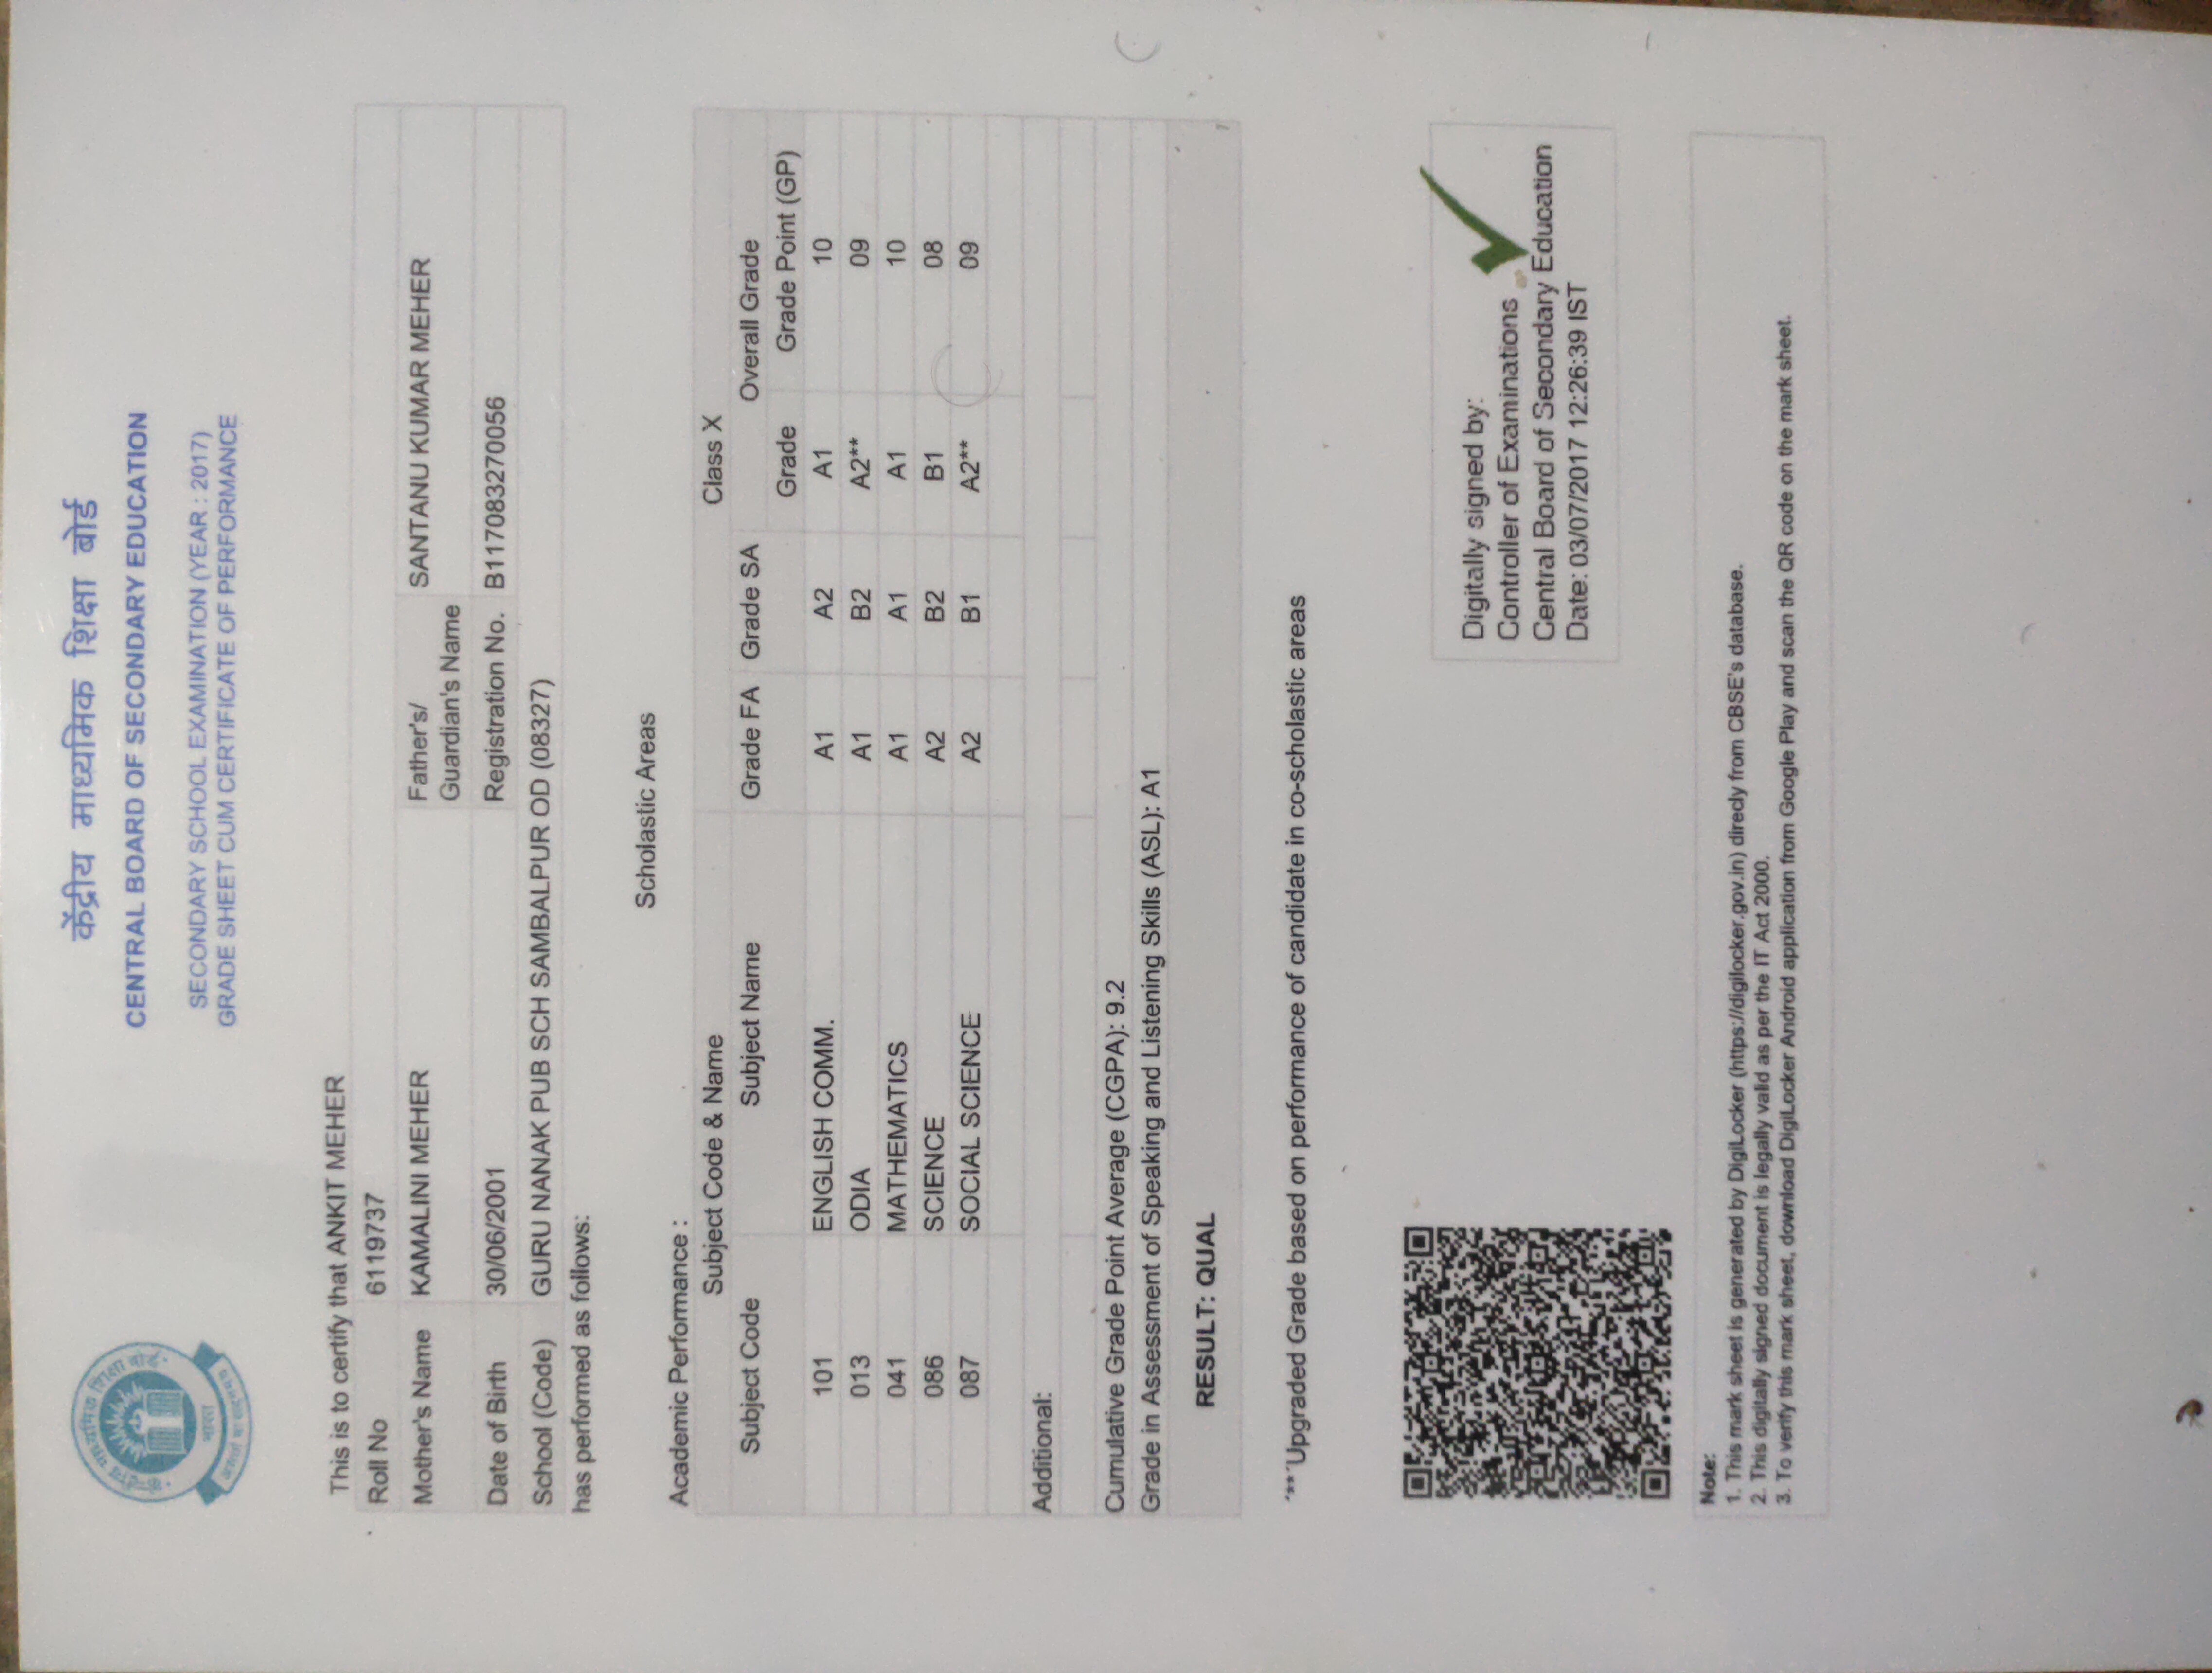 केंद्रीय माध्यमिक शिक्षा बोर्ड
CENTRAL BOARD OF SECONDARY EDUCATION
SECONDARY SCHOOL EXAMINATION (YEAR : 2017)
GRADE SHEET CUM CERTIFICATE OF PERFORMANCE
भारत
This is to certify that ANKIT MEHER
Roll No 6119737
Mother's Name KAMALINI MEHER Father's/ SANTANU KUMAR MEHER
Guardian's Name
Date of Birth 30/06/2001 Registration No. B117083270056
School (Code) GURU NANAK PUB SCH SAMBALPUR OD (08327)
has performed as follows:
Scholastic Areas
Academic Performance :
Subject Code & Name Class X
Subject Code Subject Name Grade FA Grade SA Overall Grade
Grade Grade Point (GP)
101 ENGLISH COMM. A1 A2 A1 10
013 ODIA A1 B2 A2** 09
041 MATHEMATICS A1 A1 A1 10
086 SCIENCE A2 B2 B1 08
087 SOCIAL SCIENCE A2 B1 A2** 09
Additional:
Cumulative Grade Point Average (CGPA): 9.2
Grade in Assessment of Speaking and Listening Skills (ASL): A1
RESULT: QUAL
'**'Upgraded Grade based on performance of candidate in co-scholastic areas
Digitally signed by:
Controller of Examinations
Central Board of Secondary Education
Date: 03/07/2017 12:26:39 IST
Note:
1. This mark sheet is generated by DigiLocker (https://digilocker.gov.in) direcly from CBSE's database.
2. This digitally signed document is legally valid as per the IT Act 2000.
3. To verify this mark sheet, download DigiLocker Android application from Google Play and scan the QR code on the mark sheet.